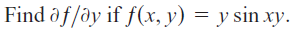 Find ∂f/∂y if f(x, y) = y sin xy.